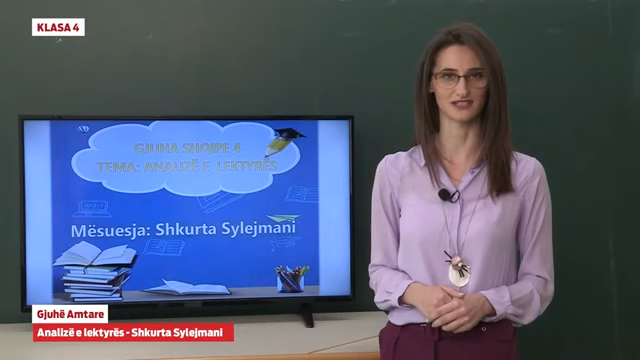 KLASA 4
GJUHA SHQIPE 4
TEMA: ANALIZË E LEKTYRËS
Mësuesja: Shkurta Sylejmani
Gjuhë Amtare
Analizë e lektyrës - Shkurta Sylejmani